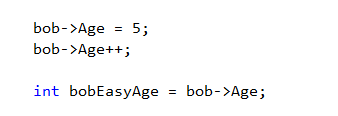 bob->Age = 5;
bob->Age++;
int bobEasyAge = bob->Age;